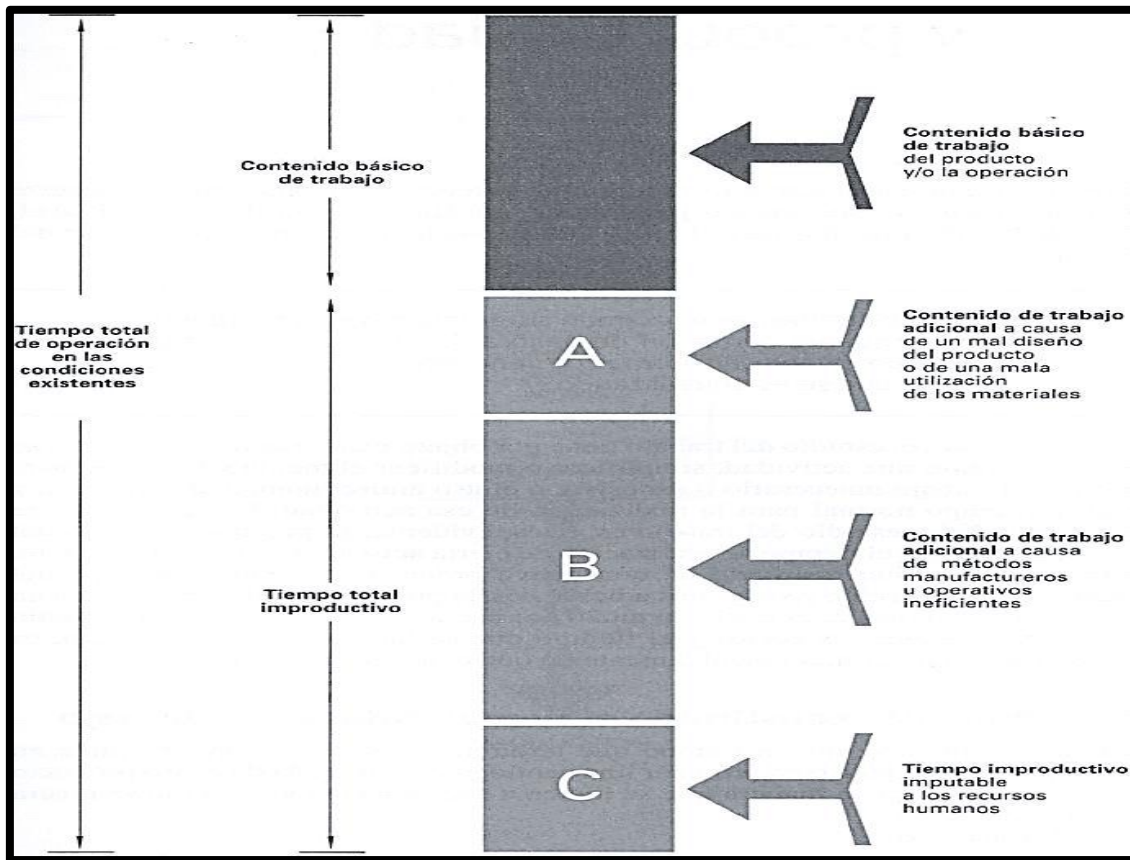 Contenido básico
de trabajo
del producto
y/o la operación
Contenido básico
de trabajo
Tiempo total
de operación
en las
condiciones
existentes
A
Contenido de trabajo
adicional a causa
de un mal diseño
del producto
o de una mala
utilización
de los materiales
B
Contenido de trabajo
adicional a causa
de métodos
manufactureros
u operativos
ineficientes
Tiempo total
improductivo
C
Tiempo improductivo
imputable
a los recursos
humanos